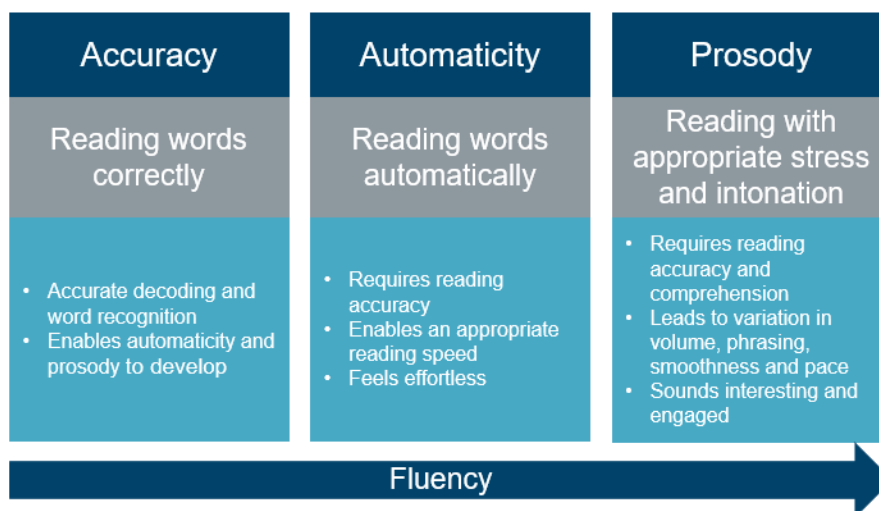 Accuracy
Reading words
correctly
• Accurate decoding and
word recognition
• Enables automaticity and
prosody to develop
Automaticity
Reading words
automatically
• Requires reading
accuracy
• Enables an appropriate
reading speed
• Feels effortless
Prosody
Reading with
appropriate stress
and intonation
• Requires reading
accuracy and
comprehension
• Leads to variation in
volume, phrasing,
smoothness and pace
• Sounds interesting and
engaged
Fluency